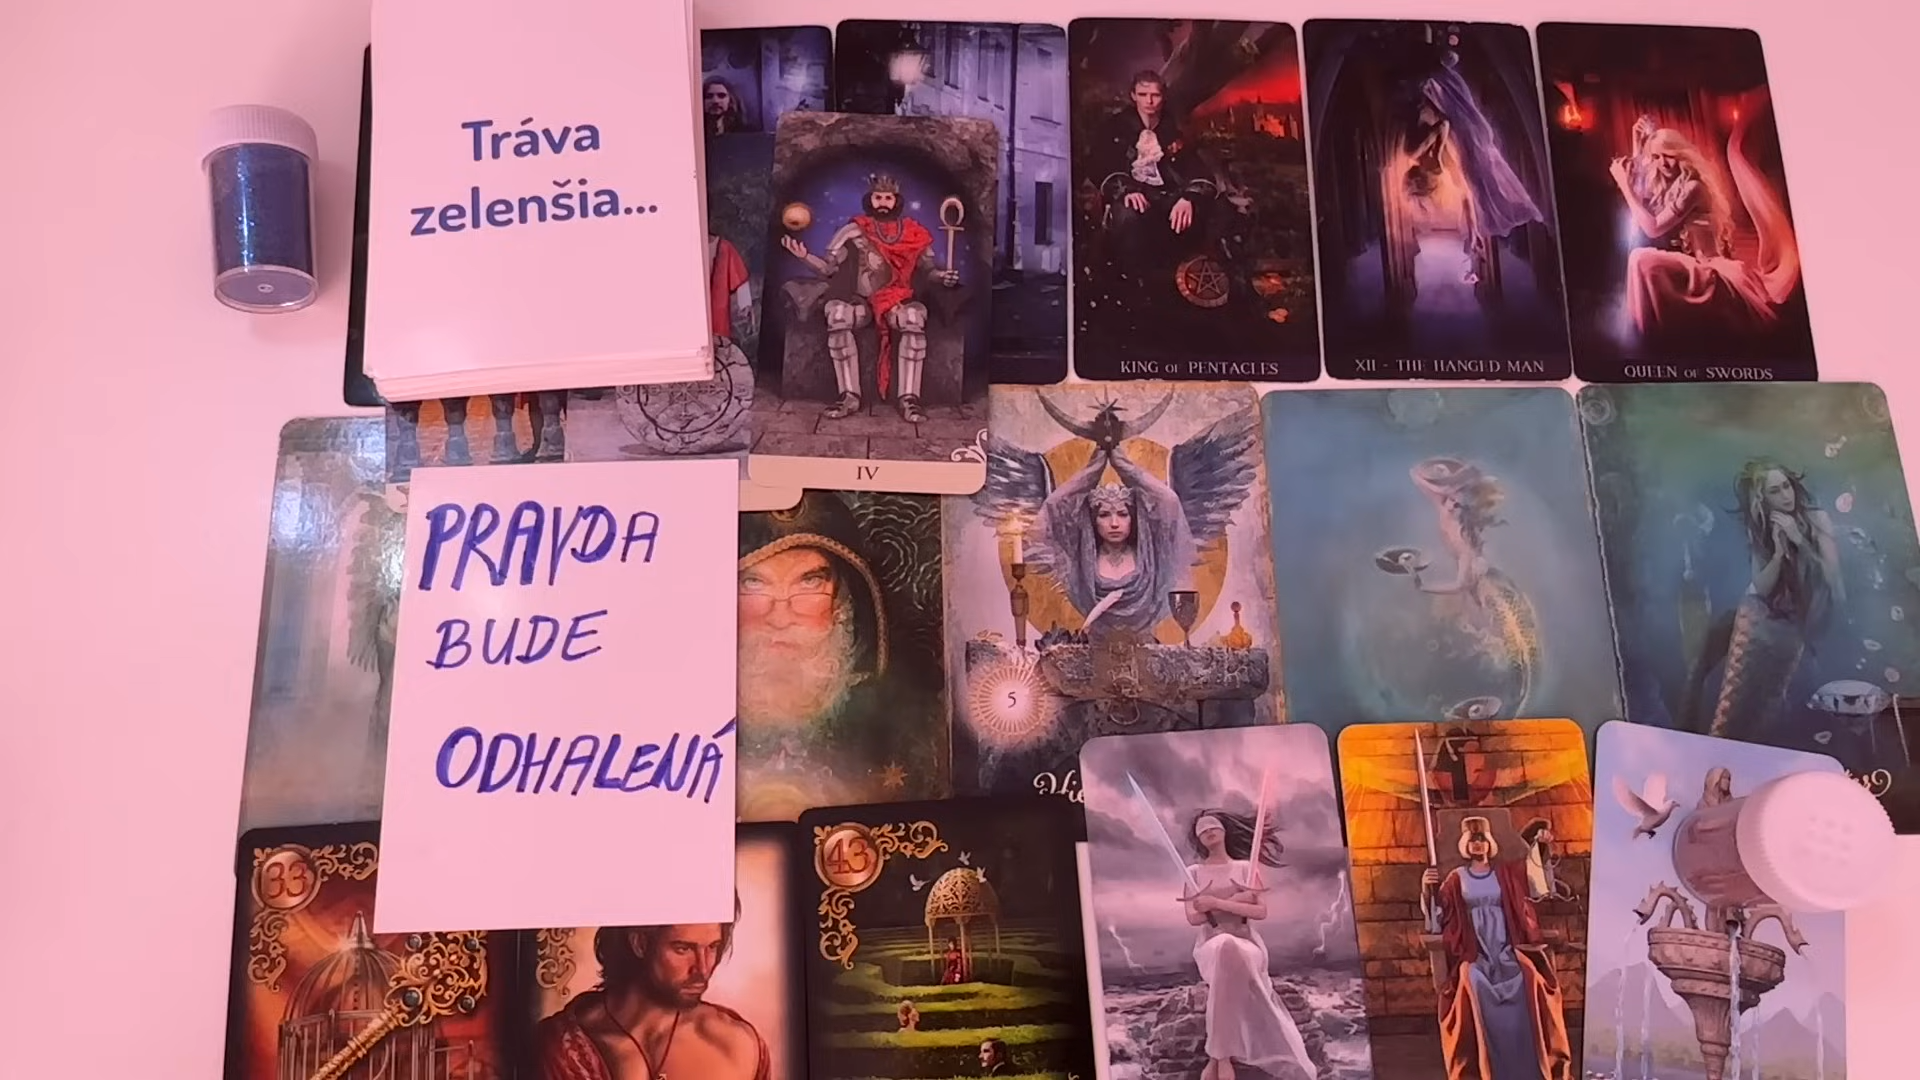 Tráva
zelenšia...
KING of PENTACLES
XII - THE HANGED MAN
QUEEN of SWORDS
IV
PRAVDA
BUDE
ODHALENÁ
5
33
43